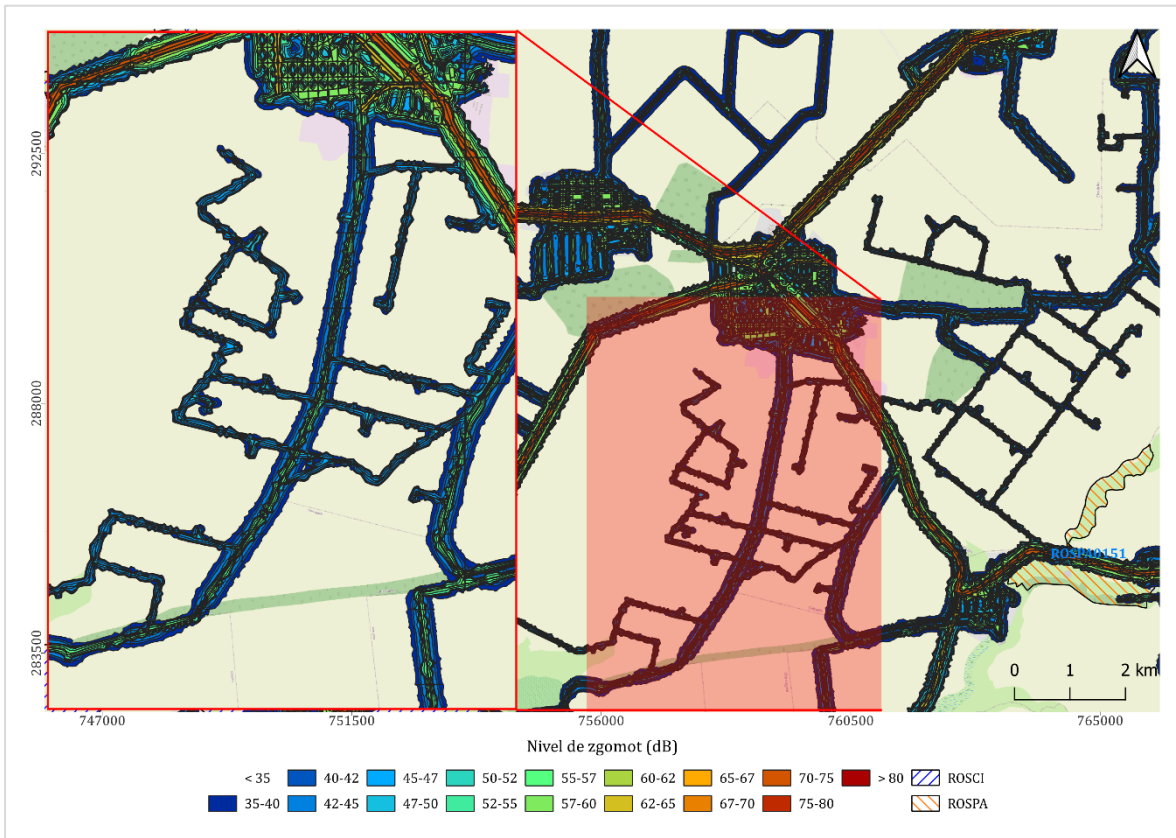 292500
288000
283500
ROSPA0151
0 1 2 km
747000 751500 756000 760500 765000
Nivel de zgomot (dB)
< 35 40-42 45-47 50-52 55-57 60-62 65-67 70-75 > 80 ROSCI
35-40 42-45 47-50 52-55 57-60 62-65 67-70 75-80 ROSPA